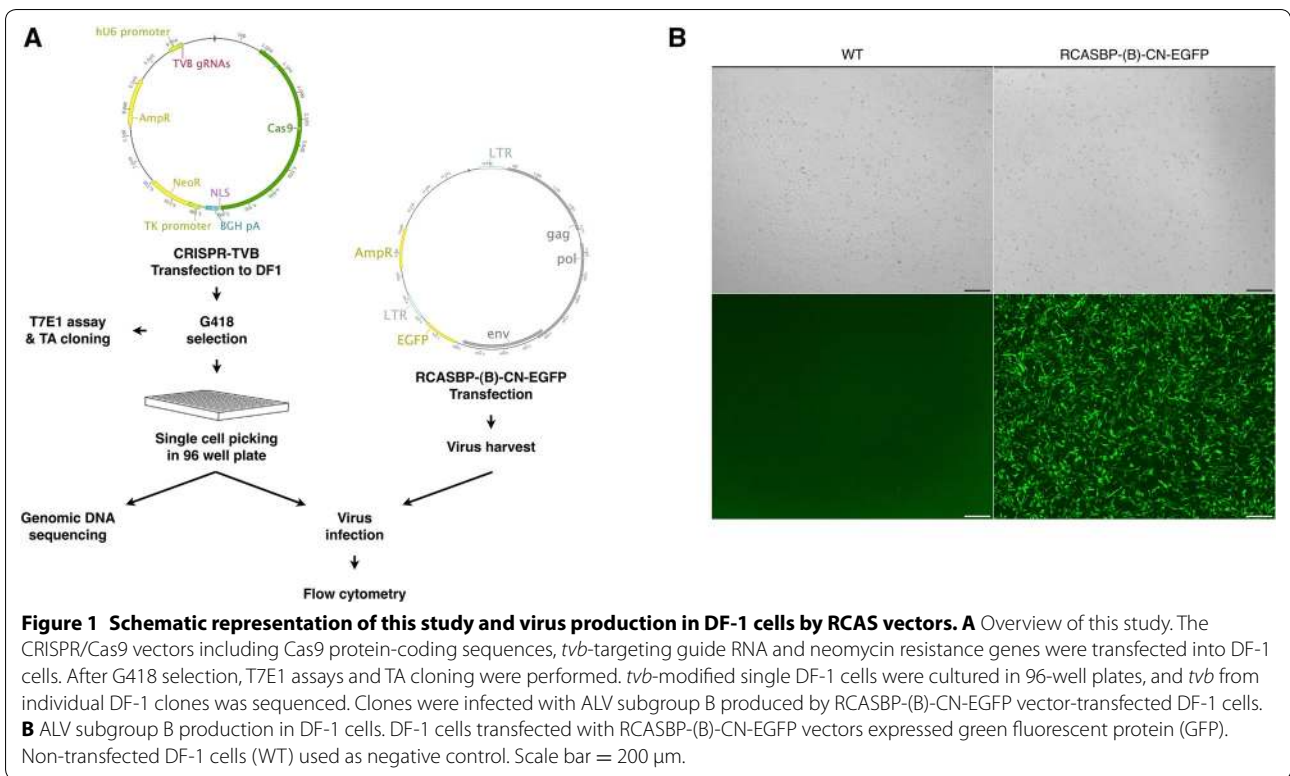 A
hU6 promoter
TVB gRNAs
AmpR
Cas9
NeoR
NLS
TK promoter
BGH pA
CRISPR-TVB
Transfection to DF1
T7E1 assay
& TA cloning
G418
selection
Single cell picking
in 96 well plate
Genomic DNA
sequencing
LTR
gag
pol
AmpR
LTR
EGFP
env
RCASBP-(B)-CN-EGFP
Transfection
Virus harvest
Virus
infection
Flow cytometry
B
WT
RCASBP-(B)-CN-EGFP
Figure 1 Schematic representation of this study and virus production in DF-1 cells by RCAS vectors. A Overview of this study. The
CRISPR/Cas9 vectors including Cas9 protein-coding sequences, tvb-targeting guide RNA and neomycin resistance genes were transfected into DF-1
cells. After G418 selection, T7E1 assays and TA cloning were performed. tvb-modified single DF-1 cells were cultured in 96-well plates, and tvb from
individual DF-1 clones was sequenced. Clones were infected with ALV subgroup B produced by RCASBP-(B)-CN-EGFP vector-transfected DF-1 cells.
B ALV subgroup B production in DF-1 cells. DF-1 cells transfected with RCASBP-(B)-CN-EGFP vectors expressed green fluorescent protein (GFP).
Non-transfected DF-1 cells (WT) used as negative control. Scale bar = 200 μm.